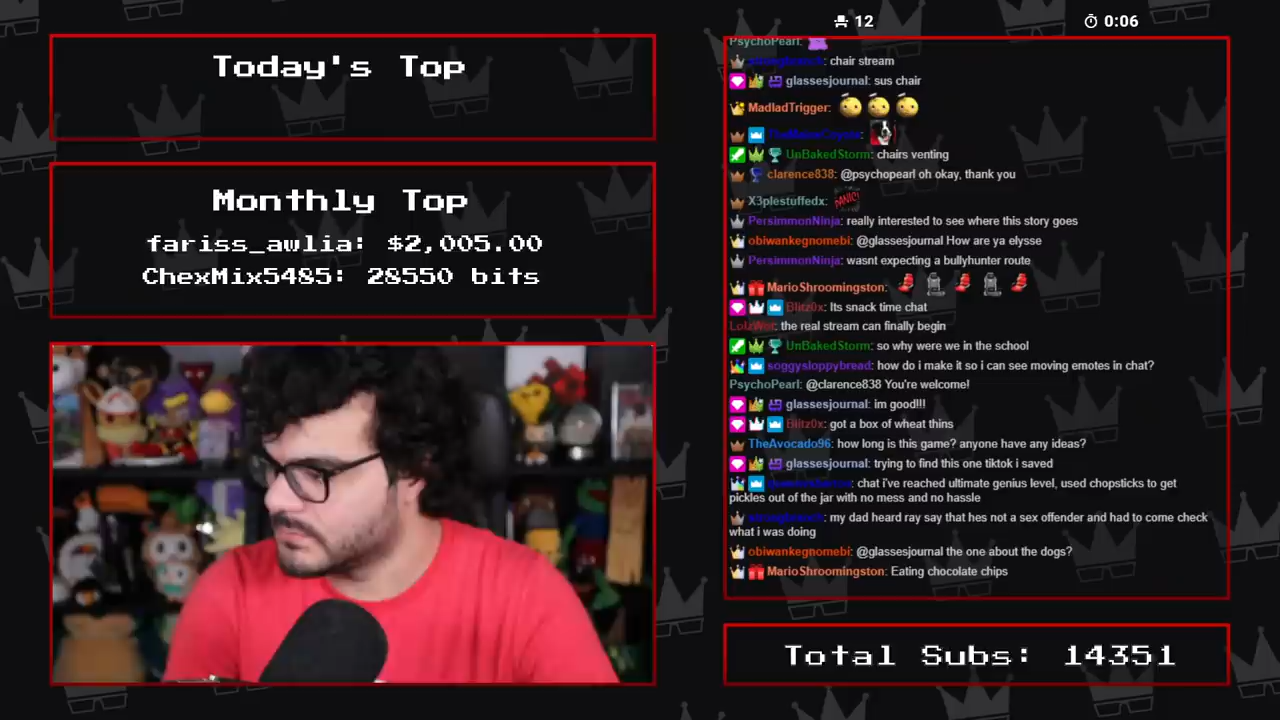 12
0:06
Today's Top
Monthly Top
fariss_awlia: $2,005.00
ChexMix5485: 28550 bits
PsychoPearl:
: chair stream
glassesjournal: sus chair
MadladTrigger:
TheManeCoyote:
UnBakedStorm: chairs venting
clarence838: @psychopearl oh okay, thank you
X3plestuffedx: PANIC!
PersimmonNinja: really interested to see where this story goes
obiwankegnomebi: @glassesjournal How are ya elysse
PersimmonNinja: wasnt expecting a bullyhunter route
MarioShroomingston:
Blitz0x: Its snack time chat
LolzWer: the real stream can finally begin
UnBakedStorm: so why were we in the school
soggysloppybread: how do i make it so i can see moving emotes in chat?
PsychoPearl: @clarence838 You're welcome!
glassesjournal: im good!!!
Blitz0x: got a box of wheat thins
TheAvocado96: how long is this game? anyone have any ideas?
glassesjournal: trying to find this one tiktok i saved
: chat i've reached ultimate genius level, used chopsticks to get
pickles out of the jar with no mess and no hassle
: my dad heard ray say that hes not a sex offender and had to come check
what i was doing
obiwankegnomebi: @glassesjournal the one about the dogs?
MarioShroomingston: Eating chocolate chips
Total Subs: 14351